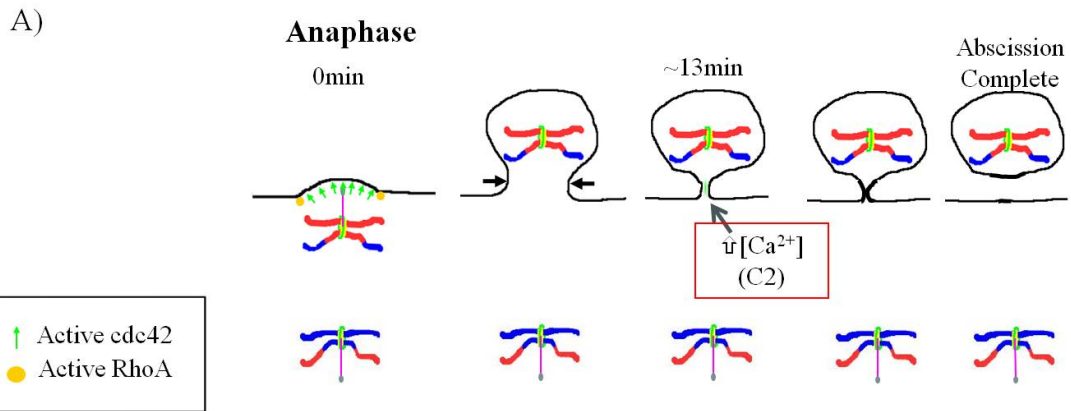 A)
Anaphase
0min
~13min
Abscission
Complete
⇧[Ca²⁺]
(C2)
Active cdc42
Active RhoA